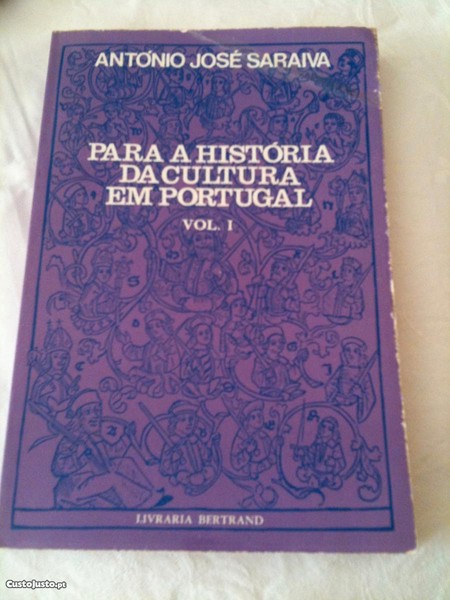 ANTÓNIO JOSÉ SARAIVA
PARA A HISTÓRIA
DA CULTURA
EM PORTUGAL
VOL. I
LIVRARIA BERTRAND
CustoJusto.pt